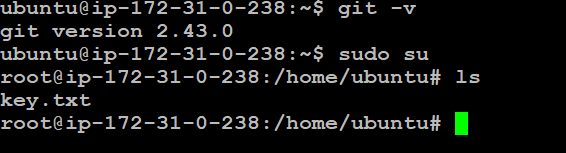 ubuntu@ip-172-31-0-238:~$ git -v
git version 2.43.0
ubuntu@ip-172-31-0-238:~$ sudo su
root@ip-172-31-0-238:/home/ubuntu# ls
key.txt
root@ip-172-31-0-238:/home/ubuntu#